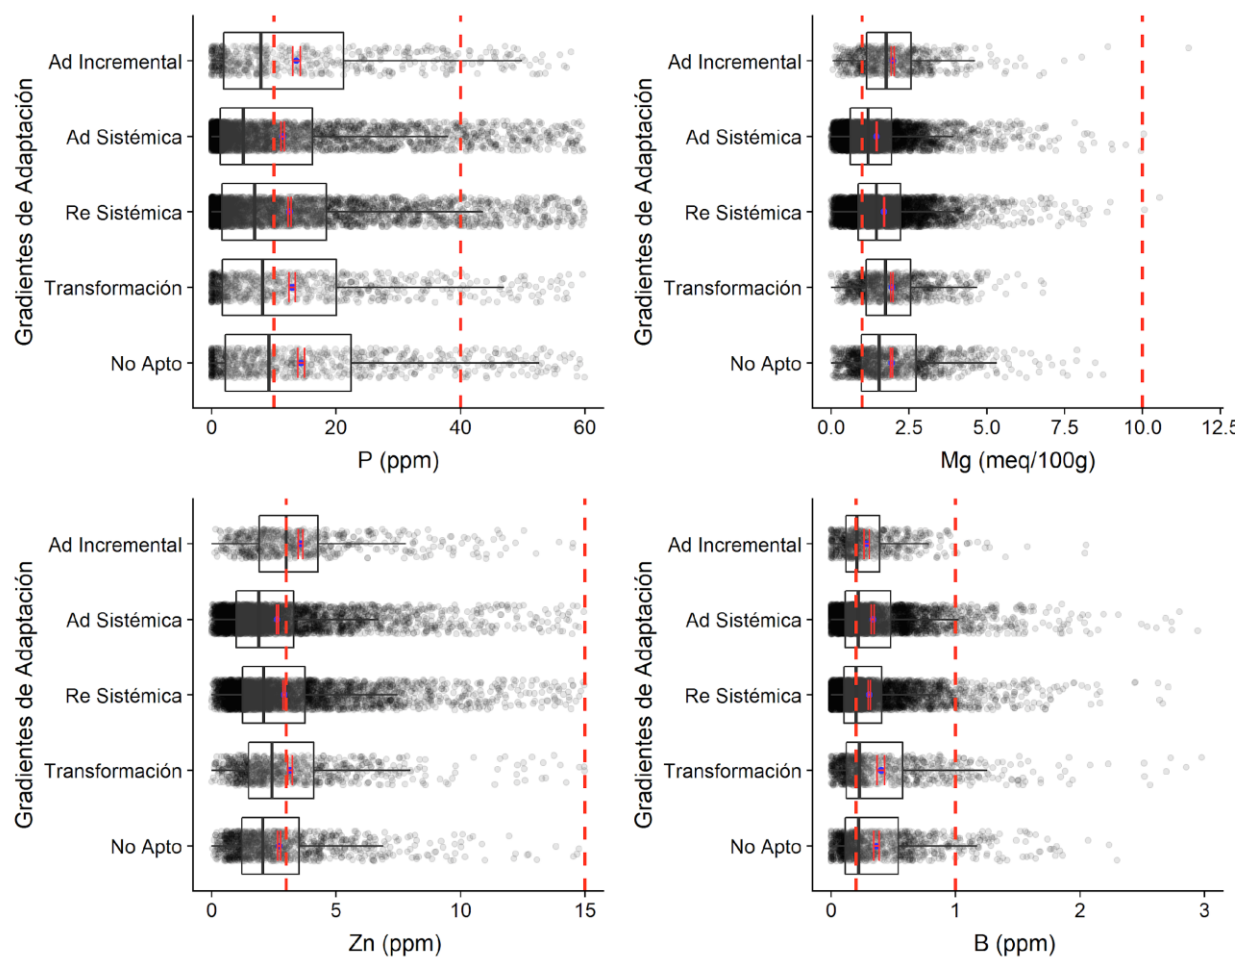 Gradientes de Adaptación
Ad Incremental
Ad Sistémica
Re Sistémica
Transformación
No Apto
0 20 40 60
P (ppm)
Gradientes de Adaptación
Ad Incremental
Ad Sistémica
Re Sistémica
Transformación
No Apto
0.0 2.5 5.0 7.5 10.0 12.5
Mg (meq/100g)
Gradientes de Adaptación
Ad Incremental
Ad Sistémica
Re Sistémica
Transformación
No Apto
0 5 10 15
Zn (ppm)
Gradientes de Adaptación
Ad Incremental
Ad Sistémica
Re Sistémica
Transformación
No Apto
0 1 2 3
B (ppm)